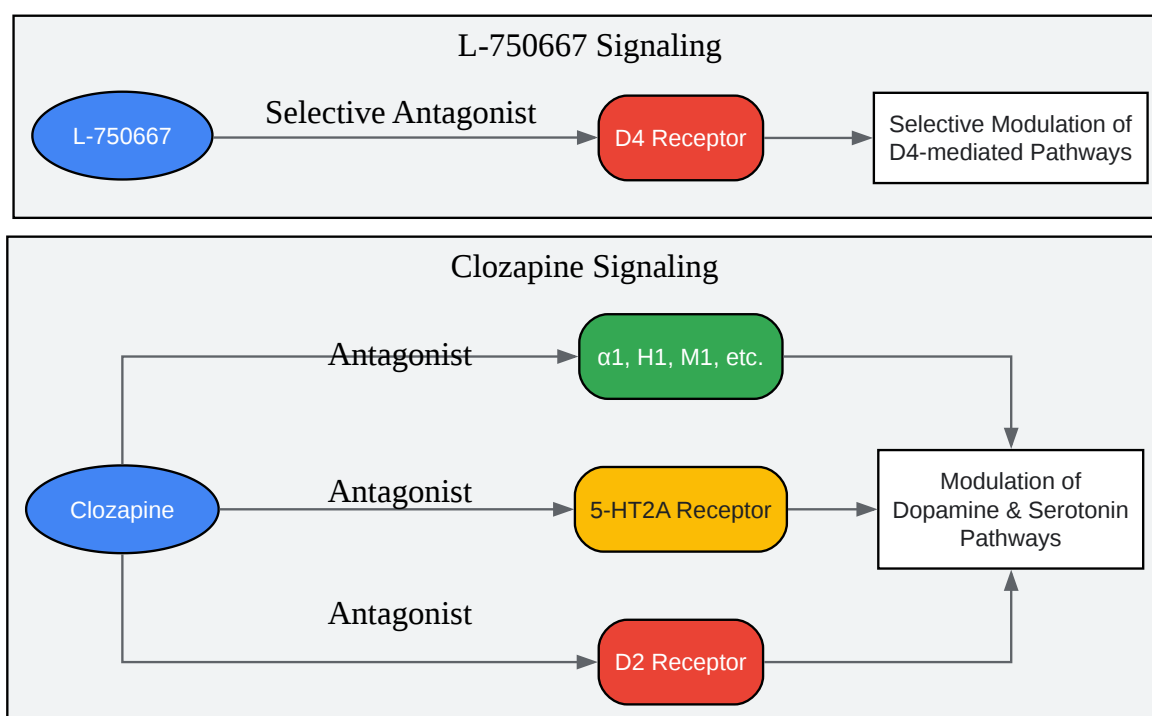 L-750667 Signaling
L-750667
Selective Antagonist
D4 Receptor
Selective Modulation of
D4-mediated Pathways
Clozapine Signaling
Antagonist
α1, H1, M1, etc.
Clozapine
Antagonist
5-HT2A Receptor
Modulation of
Dopamine & Serotonin
Pathways
Antagonist
D2 Receptor